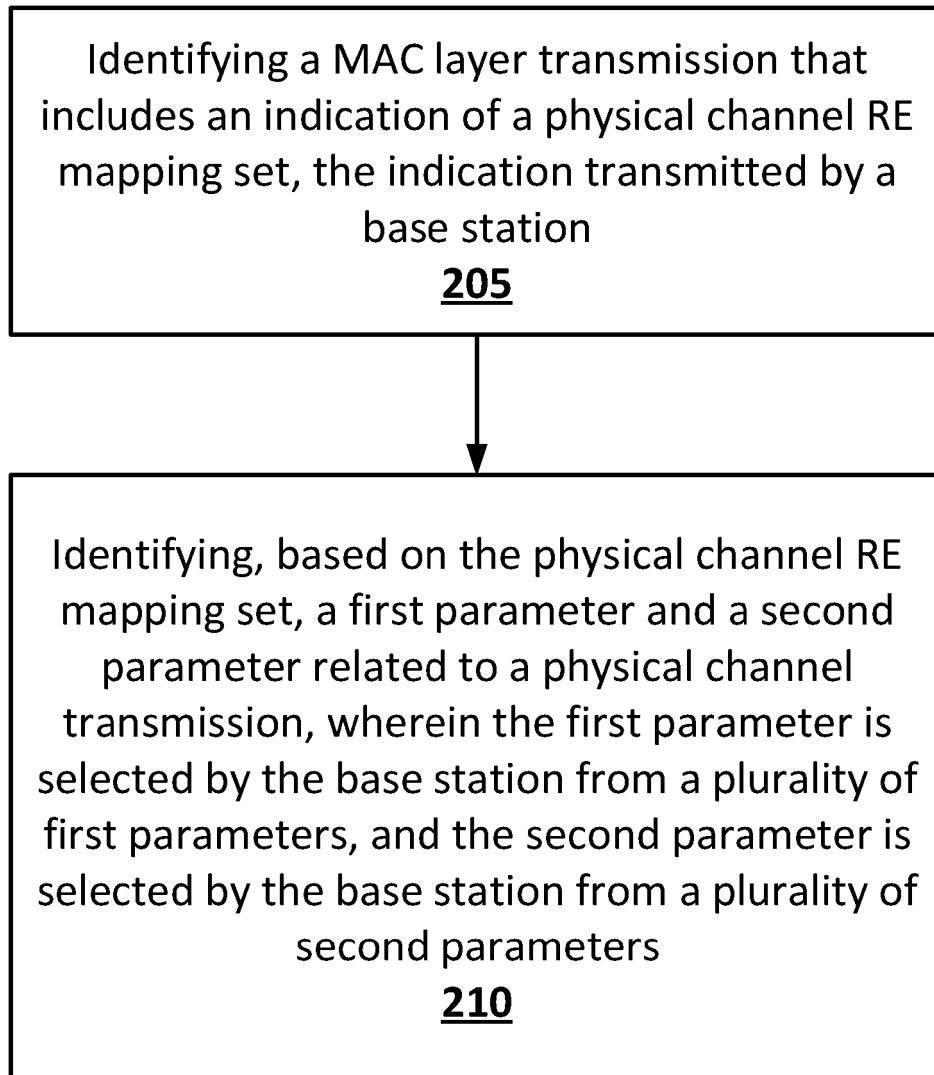 Identifying a MAC layer transmission that
includes an indication of a physical channel RE
mapping set, the indication transmitted by a
base station
205
Identifying, based on the physical channel RE
mapping set, a first parameter and a second
parameter related to a physical channel
transmission, wherein the first parameter is
selected by the base station from a plurality of
first parameters, and the second parameter is
selected by the base station from a plurality of
second parameters
210